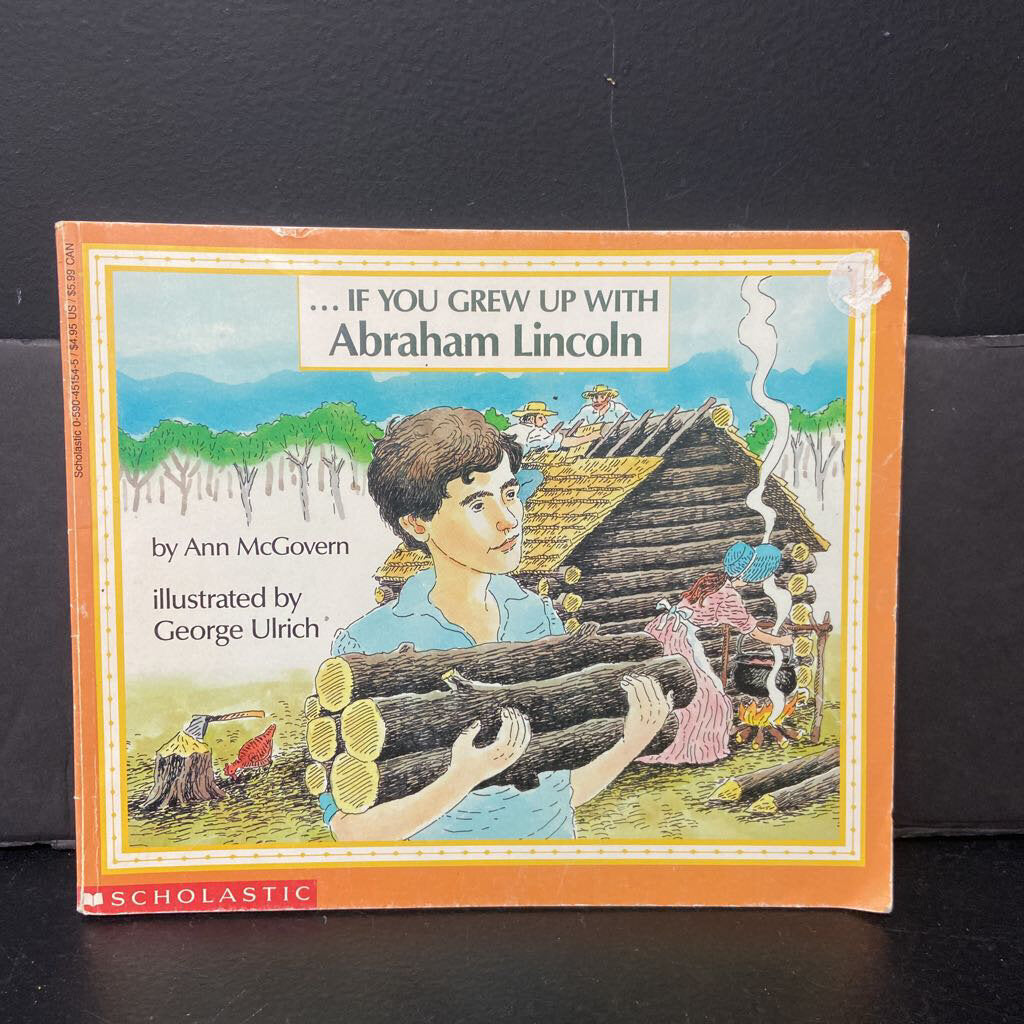 Scholastic 0-590-45154-5 / $4.95 US / $5.99 CAN
... IF YOU GREW UP WITH
Abraham Lincoln
by Ann McGovern
illustrated by
George Ulrich
SCHOLASTIC